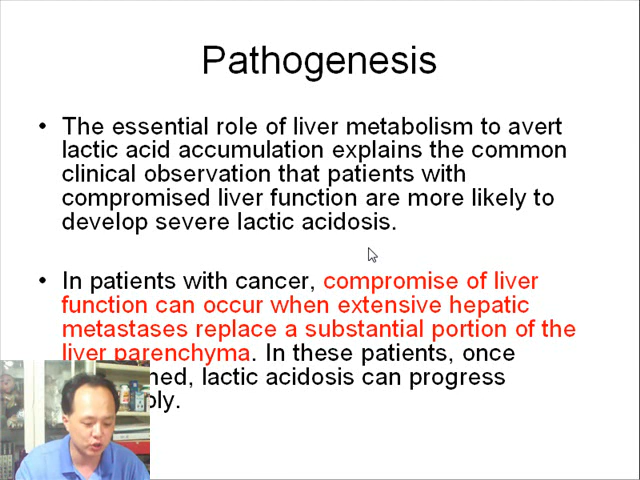 Pathogenesis
• The essential role of liver metabolism to avert
lactic acid accumulation explains the common
clinical observation that patients with
compromised liver function are more likely to
develop severe lactic acidosis.
• In patients with cancer, compromise of liver
function can occur when extensive hepatic
metastases replace a substantial portion of the
liver parenchyma. In these patients, once
lactic acidosis can progress